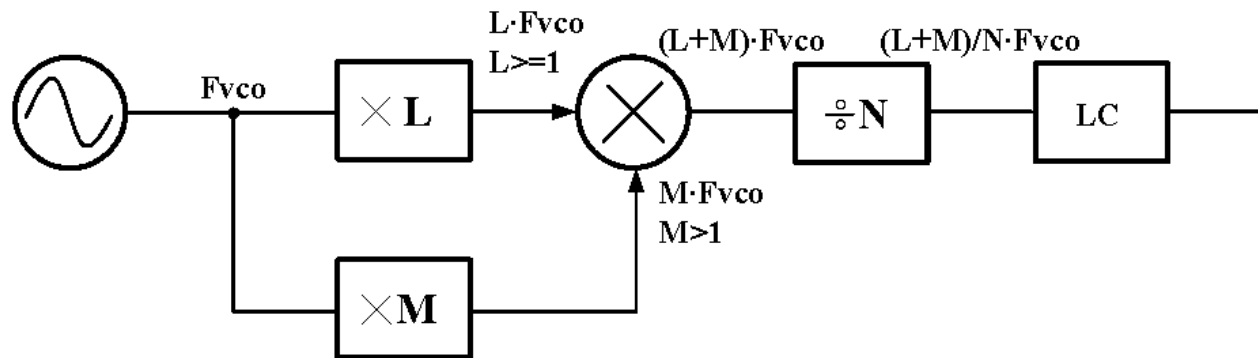 L·Fvco
L>=1
(L+M)·Fvco
(L+M)/N·Fvco
Fvco
×L
÷N
LC
M·Fvco
M>1
×M